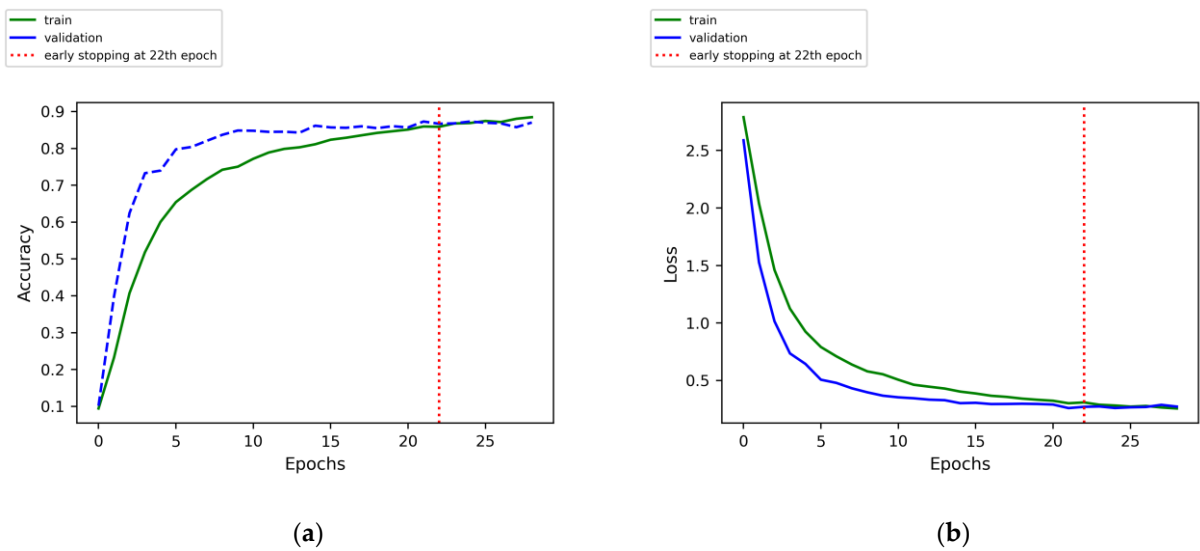 train
validation
early stopping at 22th epoch
0.9
0.8
0.7
0.6
0.5
0.4
0.3
0.2
0.1
Accuracy
0 5 10 15 20 25
Epochs
(a)
train
validation
early stopping at 22th epoch
2.5
2.0
1.5
1.0
0.5
Loss
0 5 10 15 20 25
Epochs
(b)